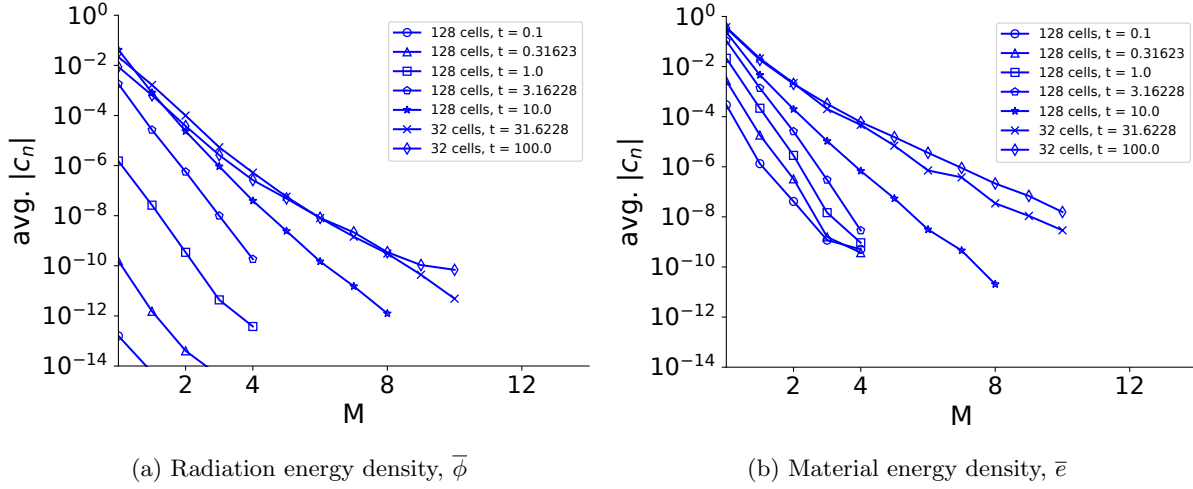 10^0
10^{-2}
10^{-4}
10^{-6}
10^{-8}
10^{-10}
10^{-12}
10^{-14}
avg. |c_n|
2 4 8 12
M
128 cells, t = 0.1
128 cells, t = 0.31623
128 cells, t = 1.0
128 cells, t = 3.16228
128 cells, t = 10.0
32 cells, t = 31.6228
32 cells, t = 100.0
(a) Radiation energy density, \overline{ϕ}
10^0
10^{-2}
10^{-4}
10^{-6}
10^{-8}
10^{-10}
10^{-12}
10^{-14}
avg. |c_n|
2 4 8 12
M
128 cells, t = 0.1
128 cells, t = 0.31623
128 cells, t = 1.0
128 cells, t = 3.16228
128 cells, t = 10.0
32 cells, t = 31.6228
32 cells, t = 100.0
(b) Material energy density, \overline{e}